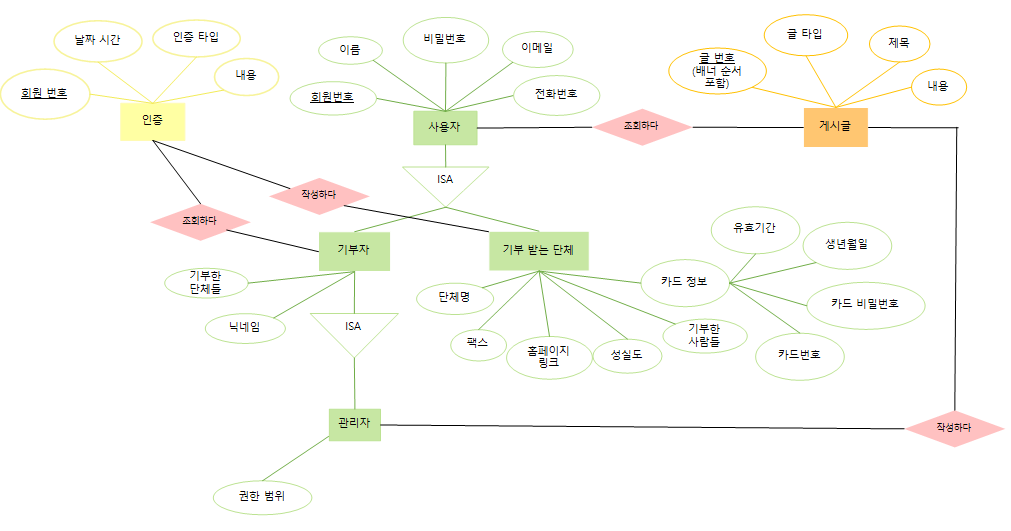 날짜 시간
인증 타입
회원 번호
내용
인증
이름
비밀번호
이메일
회원번호
전화번호
사용자
글 타입
글 번호
(배너 순서
포함)
제목
내용
게시글
조회하다
ISA
작성하다
조회하다
기부자
기부 받는 단체
기부한
단체들
닉네임
ISA
단체명
팩스
홈페이지
링크
성실도
기부한
사람들
카드 정보
유효기간
생년월일
카드 비밀번호
카드번호
관리자
작성하다
권한 범위